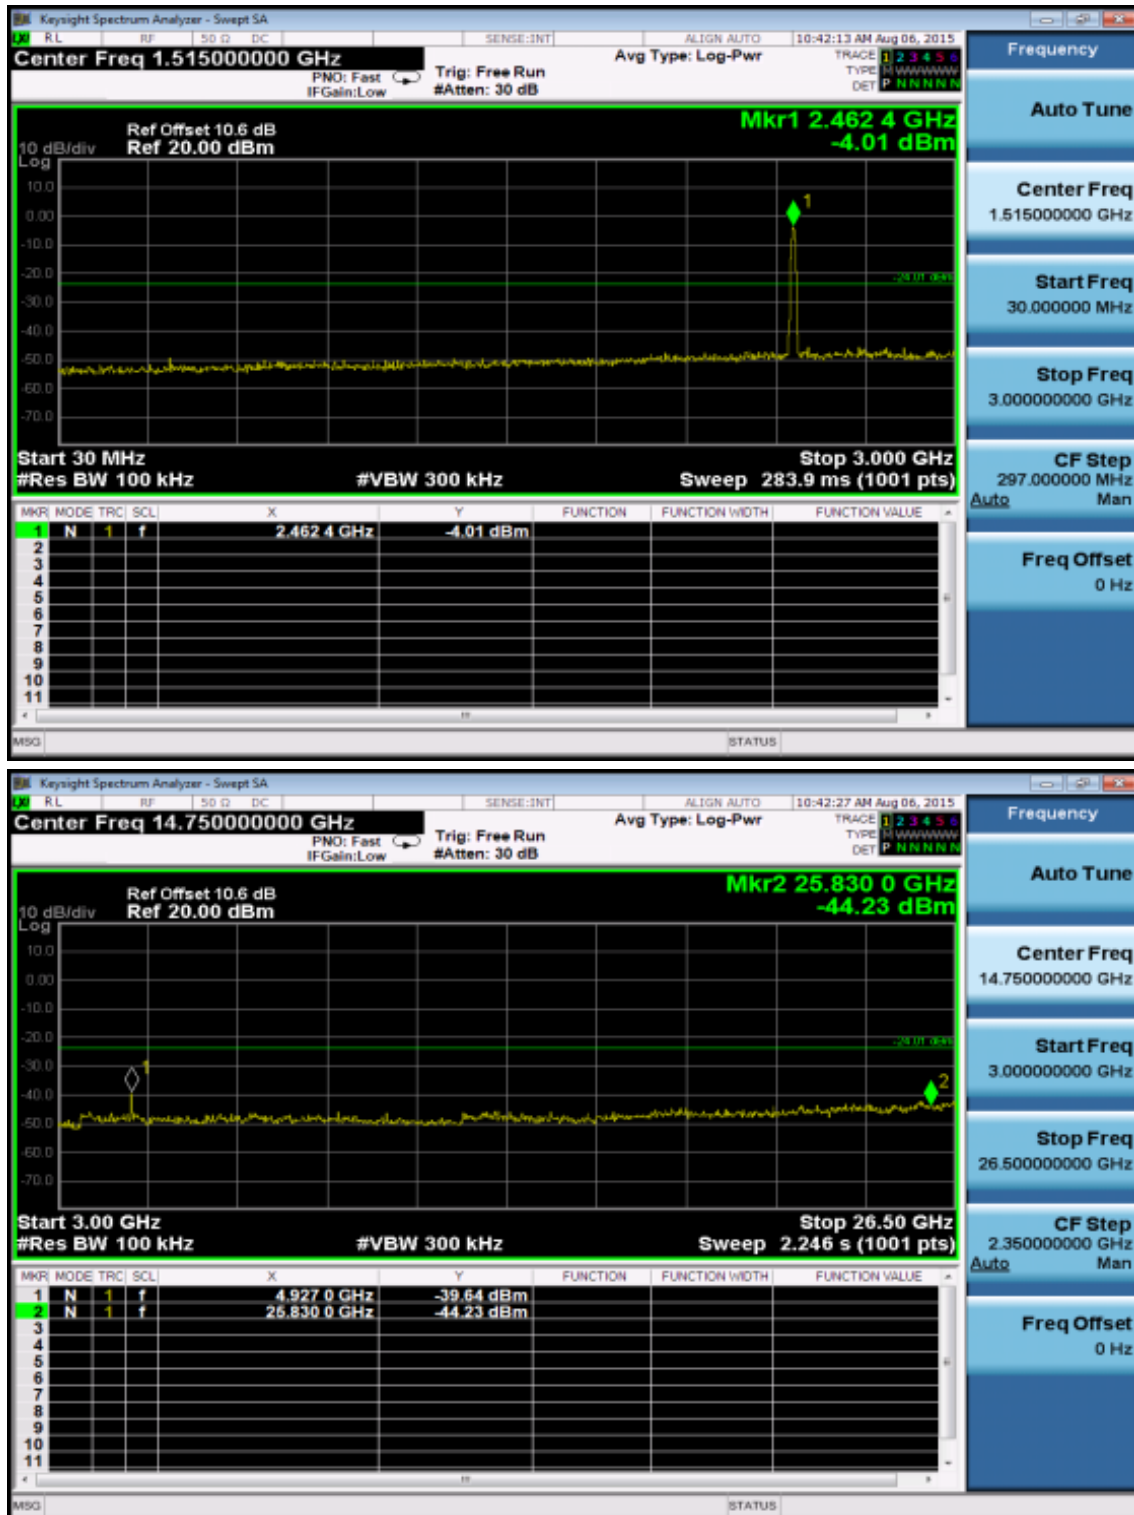 Keysight Spectrum Analyzer - Swept SA
RL RF 50 Ω DC SENSE:INT ALIGN AUTO 10:42:13 AM Aug 06, 2015
Center Freq 1.515000000 GHz Avg Type: Log-Pwr TRACE 1 2 3 4 5 6
PNO: Fast Trig: Free Run TYPE M WWWWW
IFGain:Low #Atten: 30 dB DET P N N N N N
Frequency
Auto Tune
Center Freq
1.515000000 GHz
Start Freq
30.000000 MHz
Stop Freq
3.000000000 GHz
CF Step
297.000000 MHz
Auto Man
Freq Offset
0 Hz
Mkr1 2.462 4 GHz
-4.01 dBm
Ref Offset 10.6 dB
10 dB/div Ref 20.00 dBm
Log
10.0
0.00
-10.0
-20.0
-30.0
-40.0
-50.0
-60.0
-70.0
1
-24.01 dBm
Start 30 MHz Stop 3.000 GHz
#Res BW 100 kHz #VBW 300 kHz Sweep 283.9 ms (1001 pts)
MKR MODE TRC SCL X Y FUNCTION FUNCTION WIDTH FUNCTION VALUE
1 N 1 f 2.462 4 GHz -4.01 dBm
2
3
4
5
6
7
8
9
10
11
MSG STATUS
Keysight Spectrum Analyzer - Swept SA
RL RF 50 Ω DC SENSE:INT ALIGN AUTO 10:42:27 AM Aug 06, 2015
Center Freq 14.750000000 GHz Avg Type: Log-Pwr TRACE 1 2 3 4 5 6
PNO: Fast Trig: Free Run TYPE M WWWWW
IFGain:Low #Atten: 30 dB DET P N N N N N
Frequency
Auto Tune
Center Freq
14.750000000 GHz
Start Freq
3.000000000 GHz
Stop Freq
26.500000000 GHz
CF Step
2.350000000 GHz
Auto Man
Freq Offset
0 Hz
Mkr2 25.830 0 GHz
-44.23 dBm
Ref Offset 10.6 dB
10 dB/div Ref 20.00 dBm
Log
10.0
0.00
-10.0
-20.0
-30.0
-40.0
-50.0
-60.0
-70.0
1
2
-24.01 dBm
Start 3.00 GHz Stop 26.50 GHz
#Res BW 100 kHz #VBW 300 kHz Sweep 2.246 s (1001 pts)
MKR MODE TRC SCL X Y FUNCTION FUNCTION WIDTH FUNCTION VALUE
1 N 1 f 4.927 0 GHz -39.64 dBm
2 N 1 f 25.830 0 GHz -44.23 dBm
3
4
5
6
7
8
9
10
11
MSG STATUS